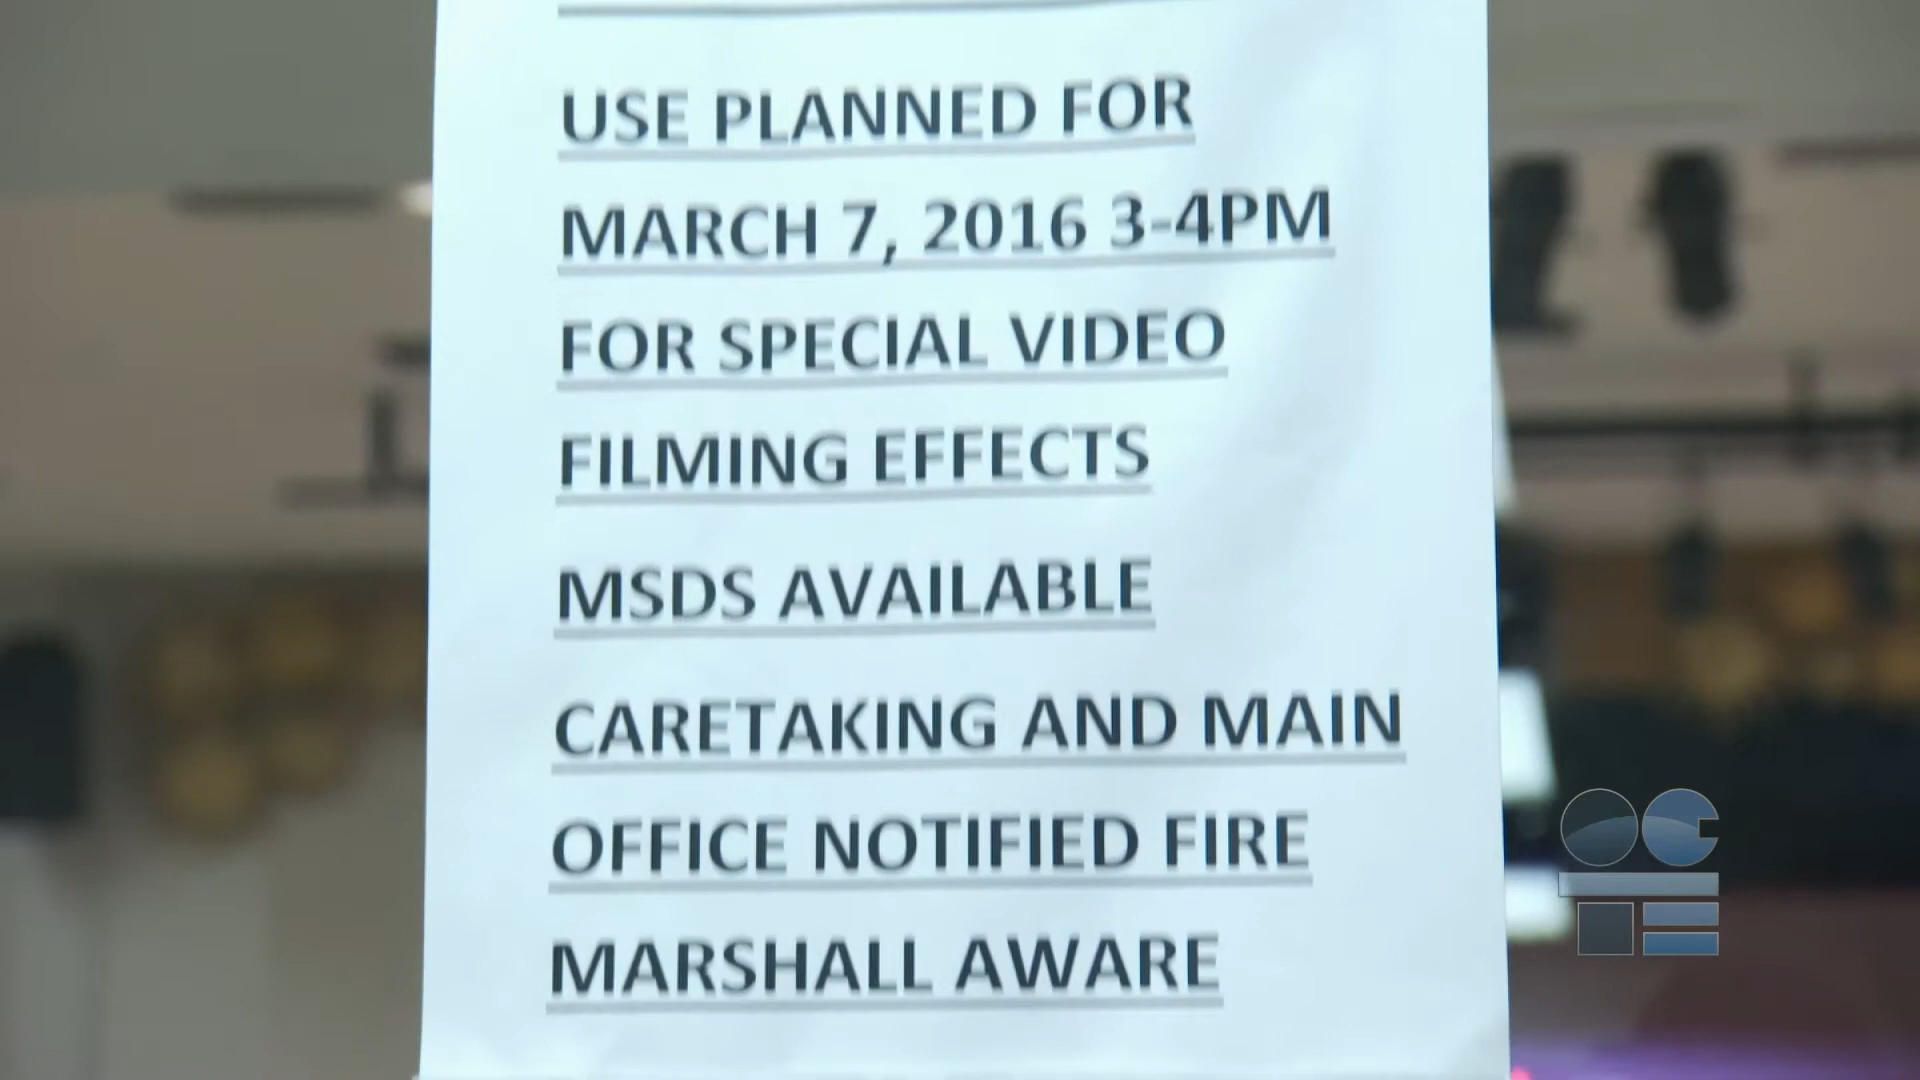 USE PLANNED FOR
MARCH 7, 2016 3-4PM
FOR SPECIAL VIDEO
FILMING EFFECTS
MSDS AVAILABLE
CARETAKING AND MAIN
OFFICE NOTIFIED FIRE
MARSHALL AWARE